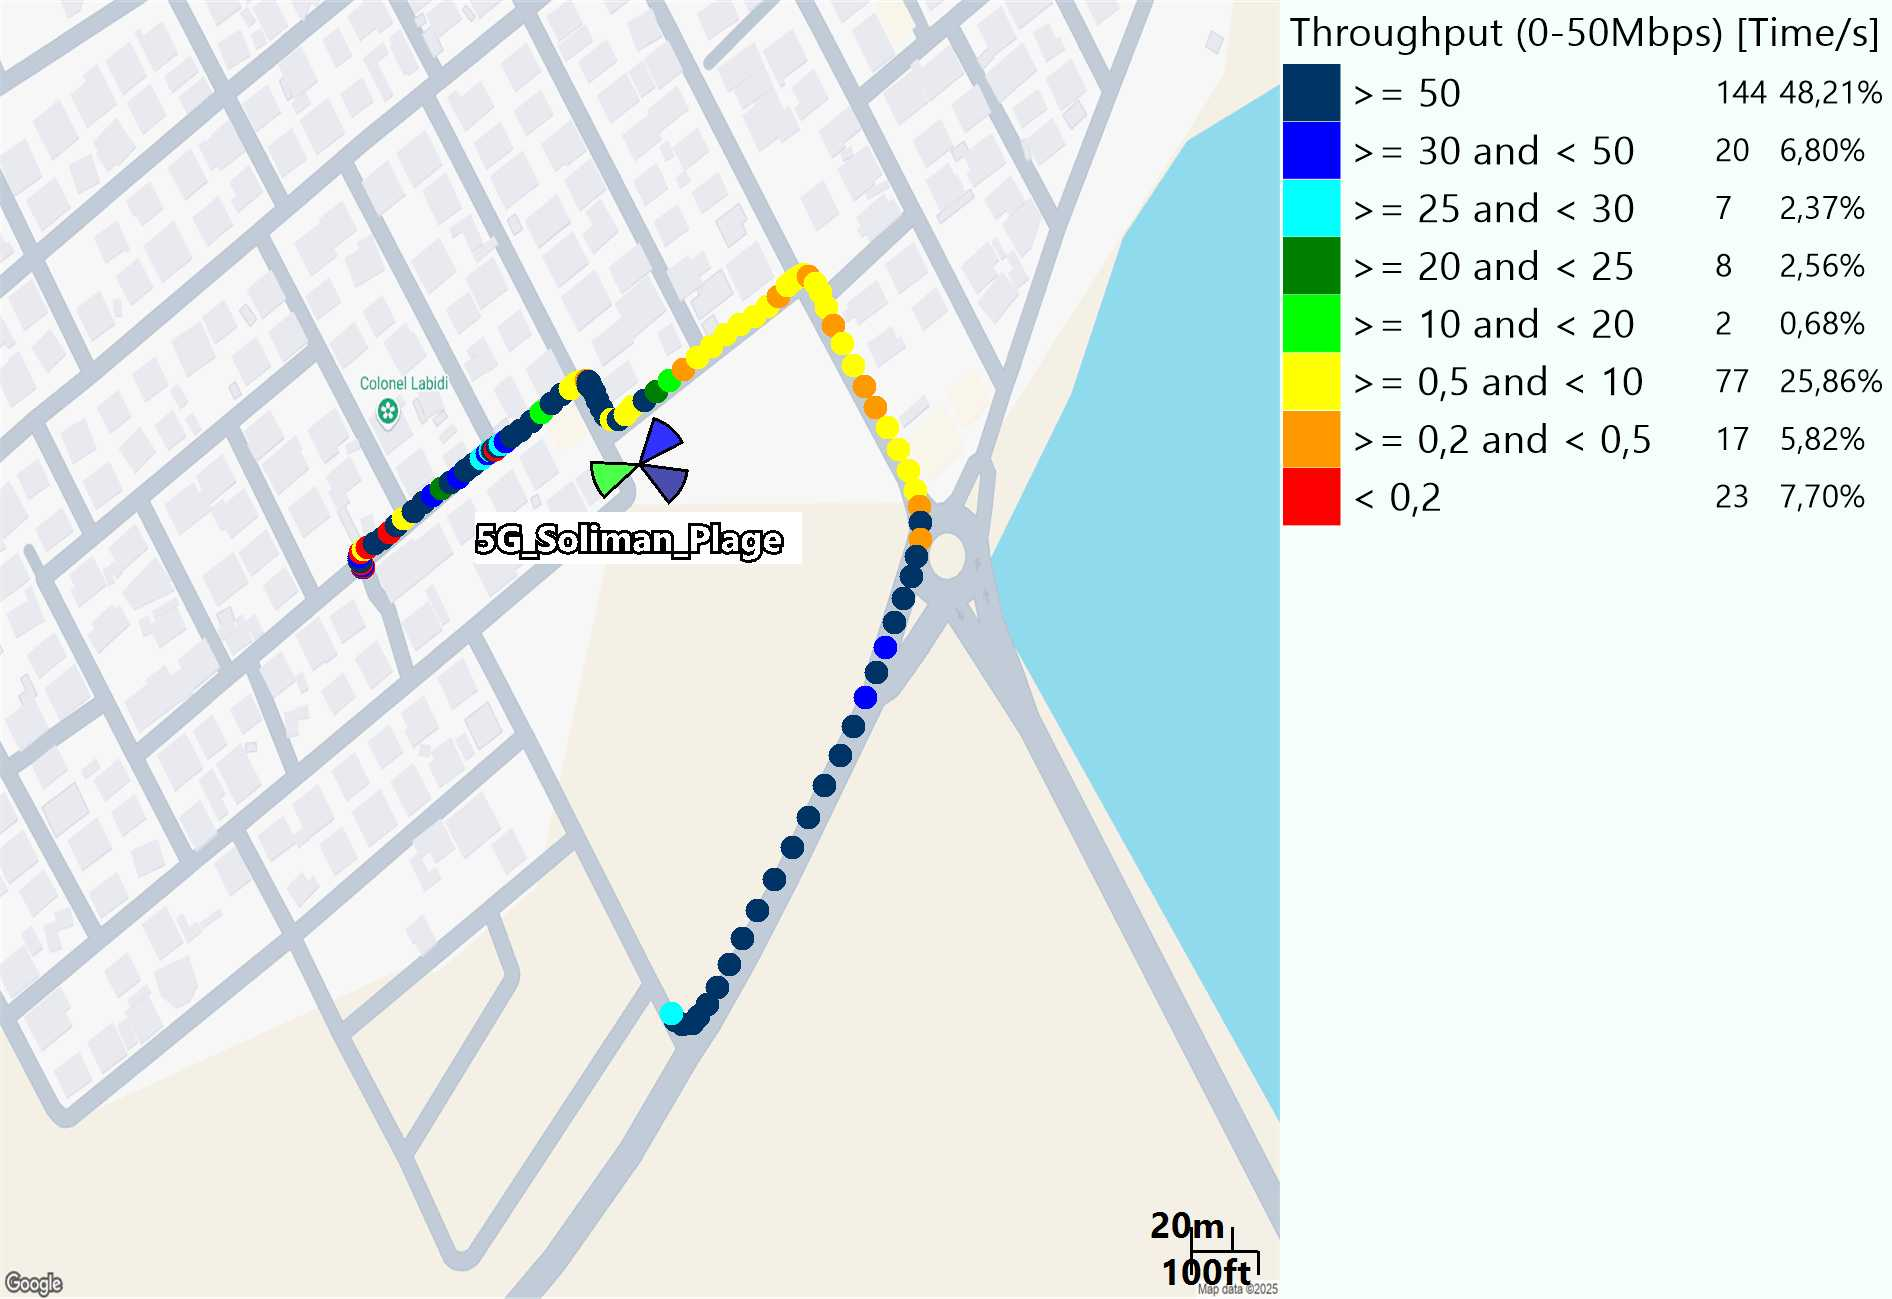 Throughput (0-50Mbps) [Time/s]
>= 50 144 48,21%
>= 30 and < 50 20 6,80%
>= 25 and < 30 7 2,37%
>= 20 and < 25 8 2,56%
>= 10 and < 20 2 0,68%
>= 0,5 and < 10 77 25,86%
>= 0,2 and < 0,5 17 5,82%
< 0,2 23 7,70%
Colonel Labidi
5G_Soliman_Plage
20m
100ft
Google
Map data ©2025